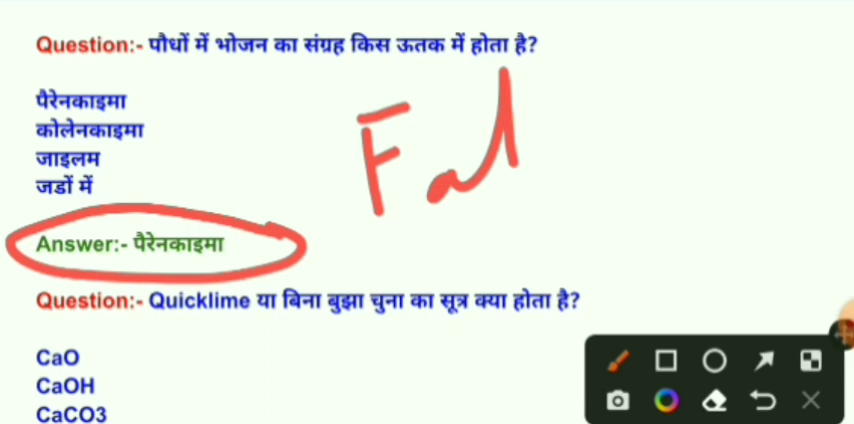 Question:- पौधों में भोजन का संग्रह किस ऊतक में होता है?
पैरेनकाइमा
कोलेनकाइमा
जाइलम
जडों में
Fal
Answer:- पैरेनकाइमा
Question:- Quicklime या बिना बुझा चुना का सूत्र क्या होता है?
CaO
CaOH
CaCO3